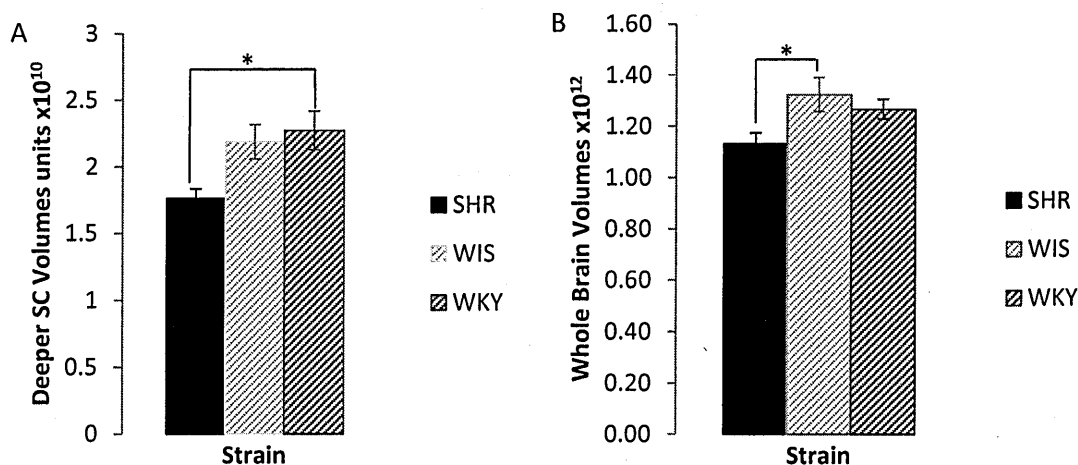 A
Deeper SC Volumes units x10¹⁰
3
2.5
2
1.5
1
0.5
0
*
Strain
SHR
WIS
WKY
B
Whole Brain Volumes x10¹²
1.60
1.40
1.20
1.00
0.80
0.60
0.40
0.20
0.00
*
Strain
SHR
WIS
WKY